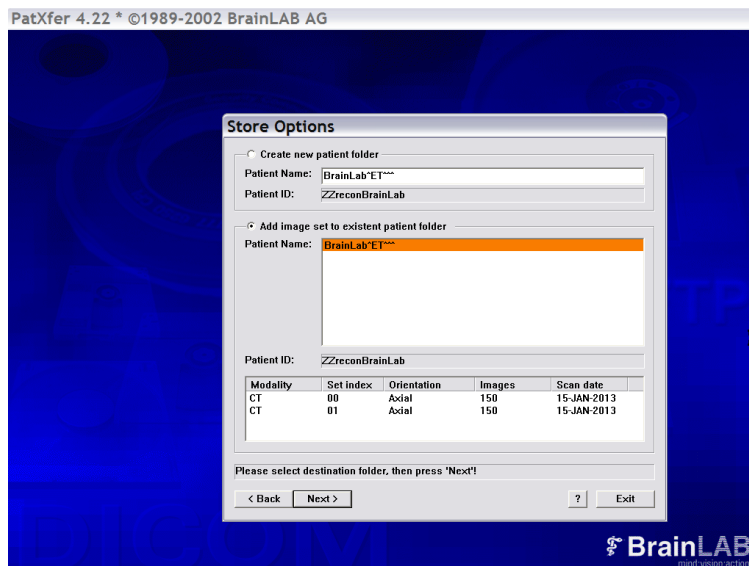 PatXfer 4.22 * ©1989-2002 BrainLAB AG
Store Options
Create new patient folder
Patient Name: BrainLab^ET^^^
Patient ID: ZZreconBrainLab
Add image set to existent patient folder
Patient Name: BrainLab^ET^^^
Patient ID: ZZreconBrainLab
Modality Set index Orientation Images Scan date
CT 00 Axial 150 15-JAN-2013
CT 01 Axial 150 15-JAN-2013
Please select destination folder, then press 'Next'!
< Back Next > ? Exit
DICOM
BrainLAB
mind:vision:action